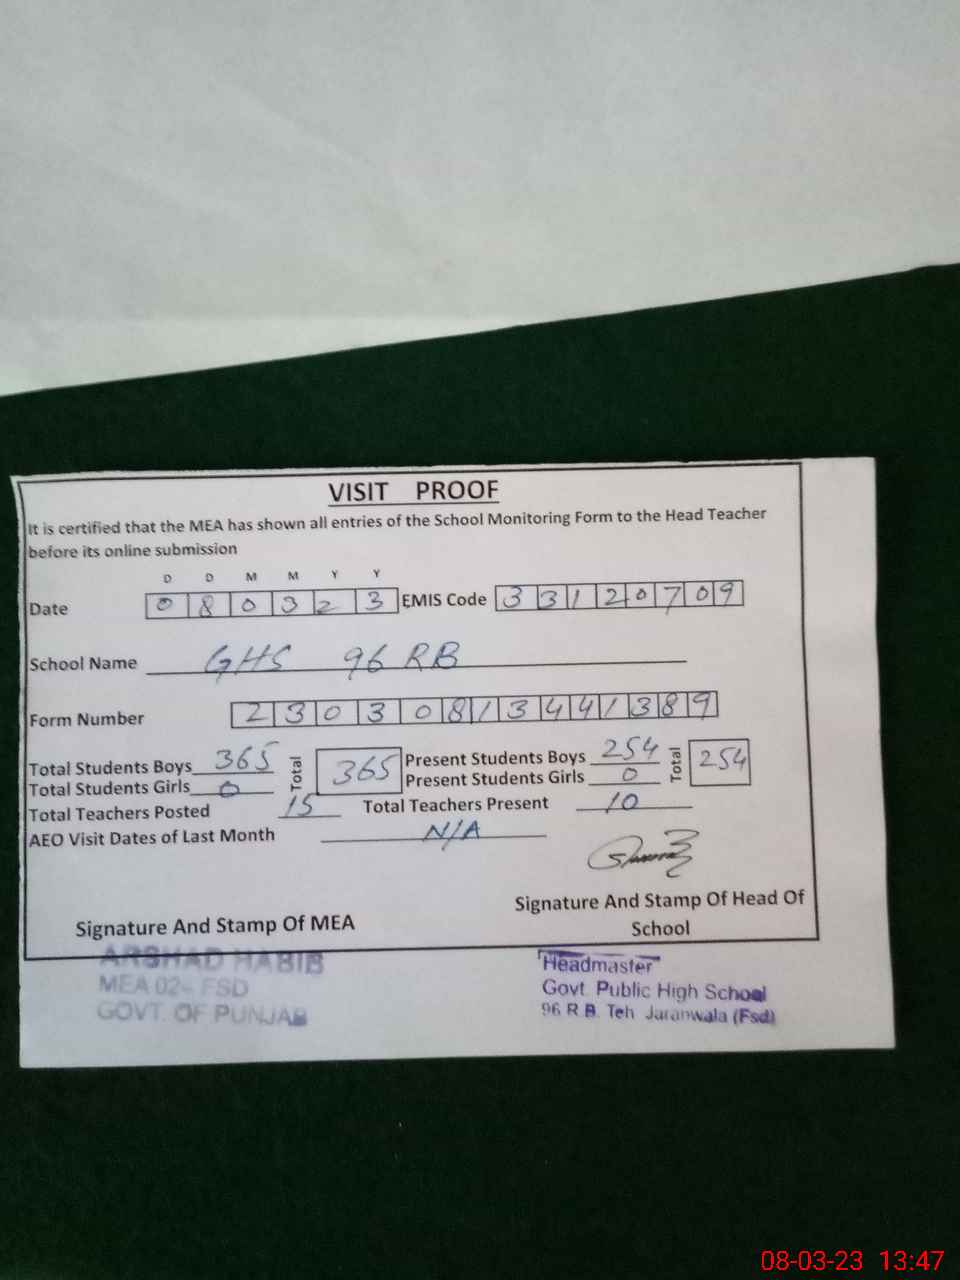 VISIT PROOF
It is certified that the MEA has shown all entries of the School Monitoring Form to the Head Teacher
before its online submission
D D M M Y Y
Date 0 8 0 3 2 3 EMIS Code 3 3 1 2 0 7 0 9
School Name GHS 96 RB
Form Number 2 3 0 3 0 8 1 3 4 4 1 3 8 9
Total Students Boys 365 Total 365 Present Students Boys 254 Total 254
Total Students Girls 0 Present Students Girls 0
Total Teachers Posted 15 Total Teachers Present 10
AEO Visit Dates of Last Month N/A
Signature And Stamp Of MEA
Signature And Stamp Of Head Of
School
ARSHAD HABIB
MEA 02- FSD
GOVT. OF PUNJAB
Headmaster
Govt. Public High School
96 R B. Teh Jaranwala (Fsd)
08-03-23 13:47